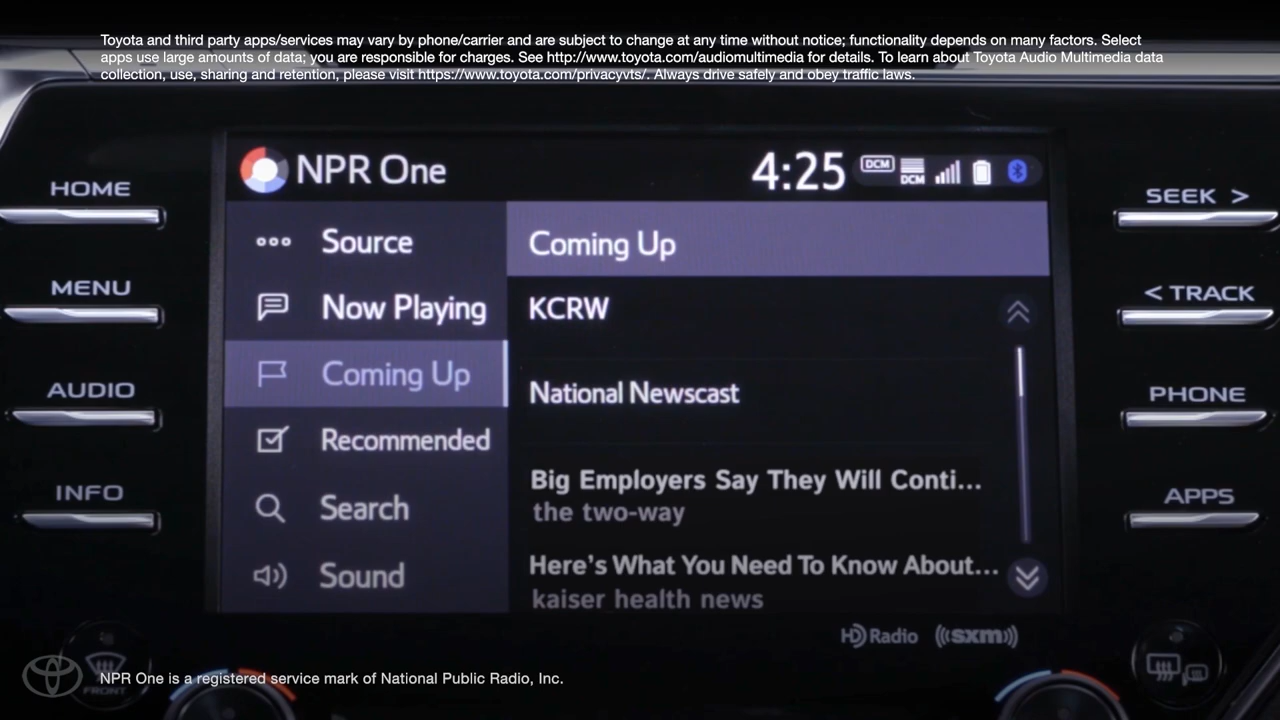 Toyota and third party apps/services may vary by phone/carrier and are subject to change at any time without notice; functionality depends on many factors. Select
apps use large amounts of data; you are responsible for charges. See http://www.toyota.com/audiomultimedia for details. To learn about Toyota Audio Multimedia data
collection, use, sharing and retention, please visit https://www.toyota.com/privacyvts/. Always drive safely and obey traffic laws.
NPR One
4:25
DCM
DCM
HOME
MENU
AUDIO
INFO
Source
Now Playing
Coming Up
Recommended
Search
Sound
Coming Up
KCRW
National Newscast
Big Employers Say They Will Conti...
the two-way
Here's What You Need To Know About...
kaiser health news
SEEK >
< TRACK
PHONE
APPS
HD Radio
((sxm))
FRONT
NPR One is a registered service mark of National Public Radio, Inc.